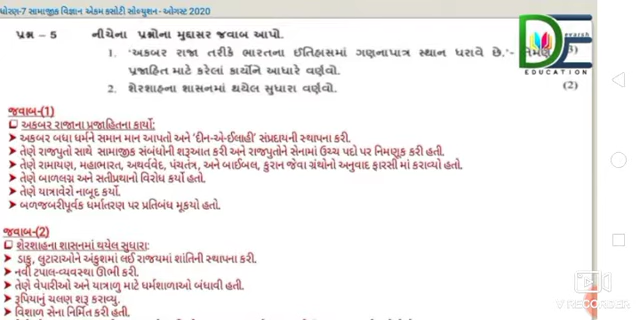 ધોરણ-7 સામાજીક વિજ્ઞાન એકમ કસોટી સોલ્યુશન - ઓગસ્ટ 2020
પ્રશ્ન – 5 નીચેના પ્રશ્નોના મુદ્દાસર જવાબ આપો.
1. 'અકબર રાજા તરીકે ભારતના ઈતિહાસમાં ગણનાપાત્ર સ્થાન ધરાવે છે.'-
પ્રજાહિત માટે કરેલાં કાર્યોને આધારે વર્ણવો.
2. શેરશાહના શાસનમાં થયેલ સુધારા વર્ણવો. (2)
EDUCATION
જવાબ-(1)
અકબર રાજાના પ્રજાહિતના કાર્યો:
અકબર બધા ધર્મને સમાન માન આપતો અને 'દીન-એ-ઈલાહી' સંપ્રદાયની સ્થાપના કરી.
તેણે રાજપુતો સાથે સામાજીક સંબંધોની શરૂઆત કરી અને રાજપુતોને સેનામાં ઉચ્ચ પદો પર નિમણૂક કરી હતી.
તેણે રામાયણ, મહાભારત, અથર્વવેદ, પંચતંત્ર, અને બાઈબલ, કુરાન જેવા ગ્રંથોનો અનુવાદ ફારસી માં કરાવ્યો હતો.
તેણે બાળલગ્ન અને સતીપ્રથાનો વિરોધ કર્યો હતો.
તેણે યાત્રાવેરો નાબૂદ કર્યો.
બળજબરીપૂર્વક ધર્માતરણ પર પ્રતિબંધ મૂકયો હતો.
જવાબ-(2)
શેરશાહના શાસનમાં થયેલ સુધારા:
ડાકુ, લુટારાઓને અંકુશમાં લઈ રાજયમાં શાંતિની સ્થાપના કરી.
નવી ટપાલ-વ્યવસ્થા ઊભી કરી.
તેણે વેપારીઓ અને યાત્રાળુ માટે ધર્મશાળાઓ બંધાવી હતી.
રૂપિયાનું ચલણ શરૂ કરાવ્યુ.
વિશાળ સેના નિર્મિત કરી હતી.
V RECORDER